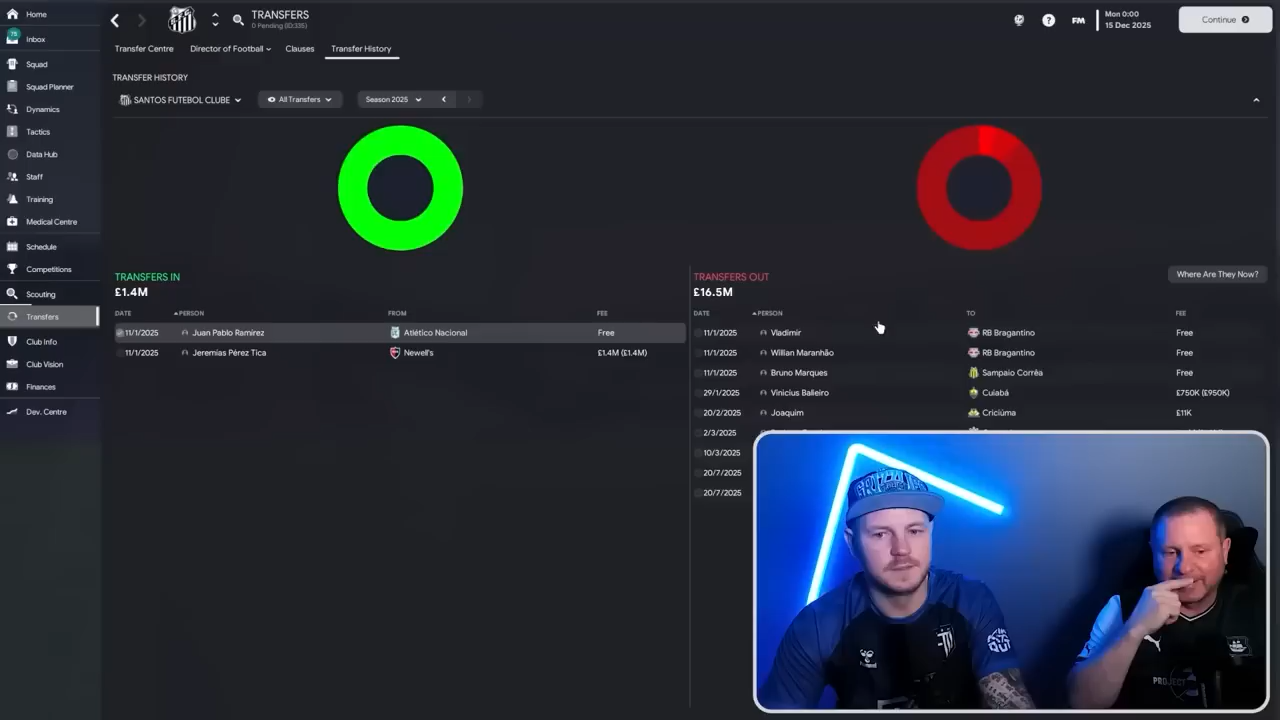 Home
TRANSFERS
0 Pending (ID:335)
FM
Mon 0:00
15 Dec 2025
Continue
75
Inbox
Transfer Centre
Director of Football
Clauses
Transfer History
Squad
TRANSFER HISTORY
Squad Planner
SANTOS FUTEBOL CLUBE
All Transfers
Season 2025
Dynamics
Tactics
Data Hub
Staff
Training
Medical Centre
Schedule
Competitions
Scouting
Transfers
Club Info
Club Vision
Finances
Dev. Centre
TRANSFERS IN
£1.4M
DATE PERSON FROM FEE
11/1/2025 Juan Pablo Ramirez Atlético Nacional Free
11/1/2025 Jeremías Pérez Tica Newell's £1.4M (£1.4M)
TRANSFERS OUT
£16.5M
Where Are They Now?
DATE PERSON TO FEE
11/1/2025 Vladimir RB Bragantino Free
11/1/2025 Willian Maranhão RB Bragantino Free
11/1/2025 Bruno Marques Sampaio Corrêa Free
29/1/2025 Vinicius Balieiro Cuiabá £750K (£950K)
20/2/2025 Joaquim Criciúma £11K
2/3/2025
10/3/2025
20/7/2025
20/7/2025
PROJECT